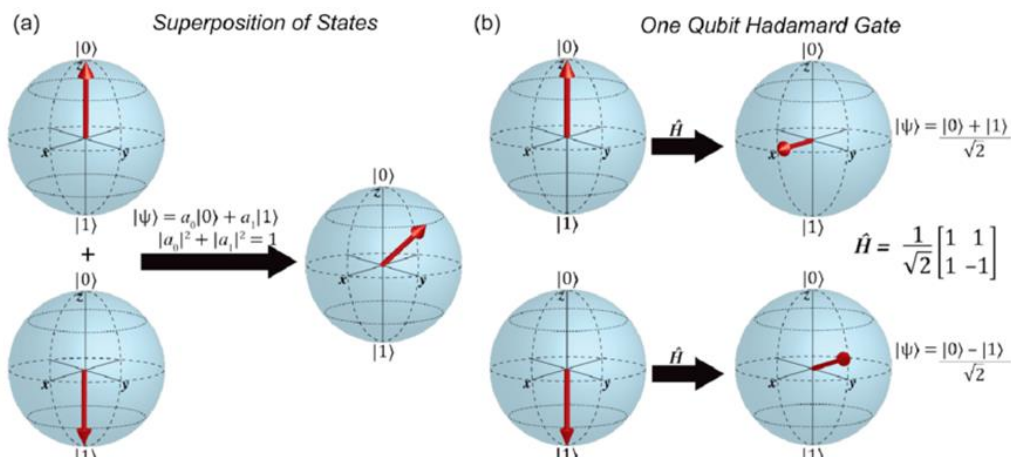 (a) Superposition of States
|0⟩
z
x y
|1⟩
+
|0⟩
z
x y
|1⟩
|ψ⟩ = a₀|0⟩ + a₁|1⟩
|a₀|² + |a₁|² = 1
|0⟩
z
x y
|1⟩
(b) One Qubit Hadamard Gate
|0⟩
z
x y
|1⟩
Ĥ
|0⟩
z
x y
|1⟩
|ψ⟩ = |0⟩ + |1⟩
√2
Ĥ = 1/√2 [1 1
1 −1]
|0⟩
z
x y
|1⟩
Ĥ
|0⟩
z
x y
|1⟩
|ψ⟩ = |0⟩ − |1⟩
√2